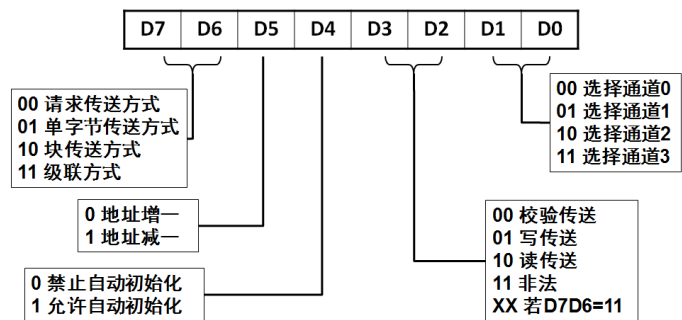 D7 D6 D5 D4 D3 D2 D1 D0
00 请求传送方式
01 单字节传送方式
10 块传送方式
11 级联方式
0 地址增一
1 地址减一
0 禁止自动初始化
1 允许自动初始化
00 校验传送
01 写传送
10 读传送
11 非法
XX 若D7D6=11
00 选择通道0
01 选择通道1
10 选择通道2
11 选择通道3